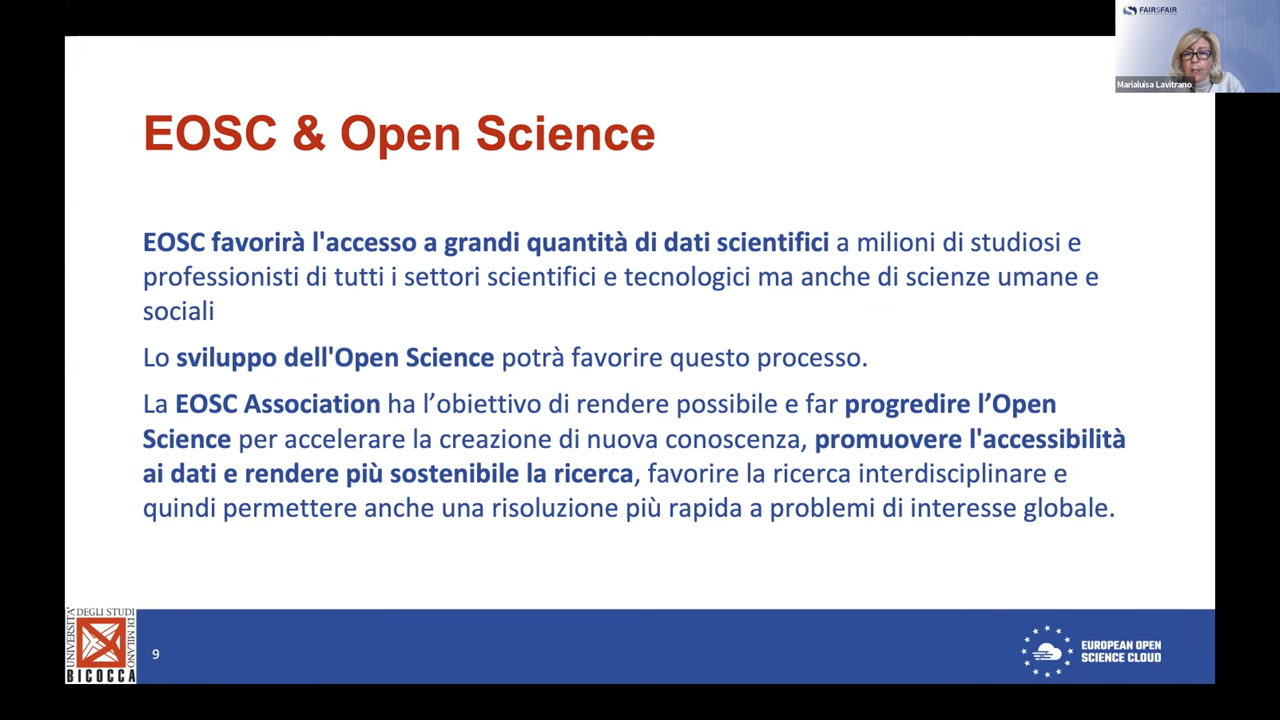 FAIRSFAIR
Marialuisa Lavitrano
EOSC & Open Science
EOSC favorirà l'accesso a grandi quantità di dati scientifici a milioni di studiosi e
professionisti di tutti i settori scientifici e tecnologici ma anche di scienze umane e
sociali
Lo sviluppo dell'Open Science potrà favorire questo processo.
La EOSC Association ha l’obiettivo di rendere possibile e far progredire l’Open
Science per accelerare la creazione di nuova conoscenza, promuovere l'accessibilità
ai dati e rendere più sostenibile la ricerca, favorire la ricerca interdisciplinare e
quindi permettere anche una risoluzione più rapida a problemi di interesse globale.
UNIVERSITA' DEGLI STUDI DI MILANO
BICOCCA
9
EUROPEAN OPEN
SCIENCE CLOUD